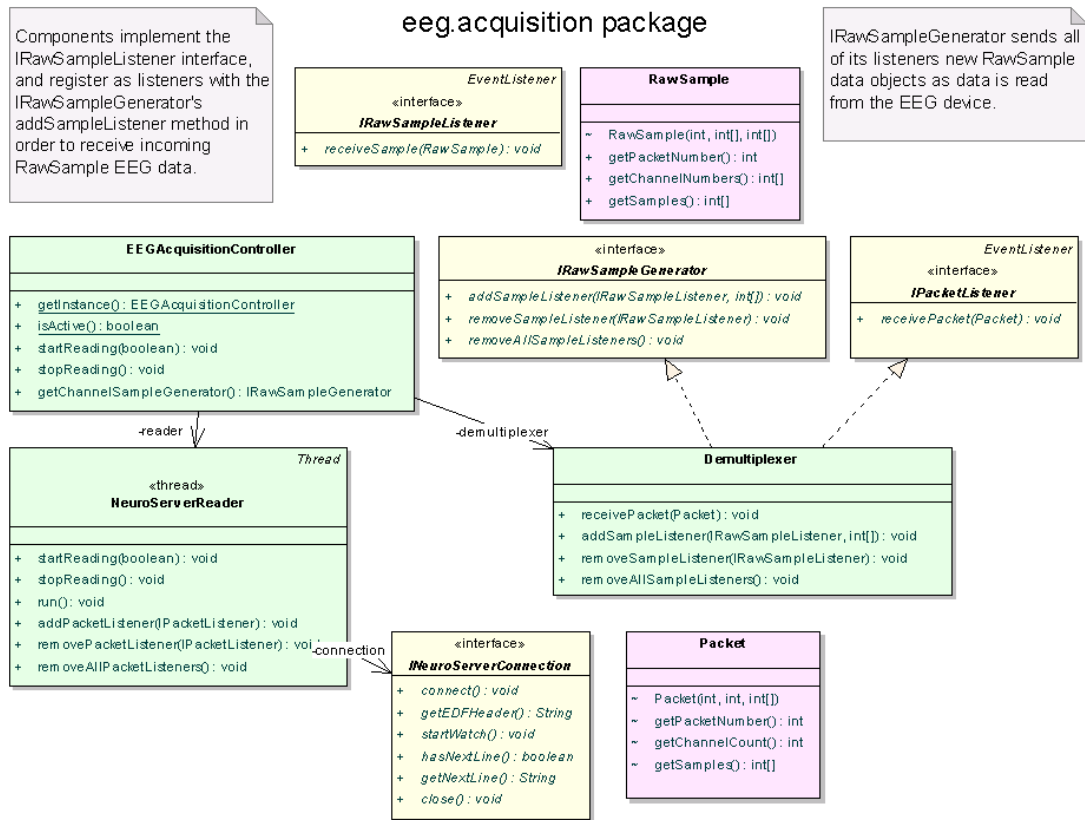 eeg.acquisition package
Components implement the
IRawSampleListener interface,
and register as listeners with the
IRawSampleGenerator's
addSampleListener method in
order to receive incoming
RawSample EEG data.
EventListener
«interface»
IRawSampleListener
+ receiveSample(RawSample) : void
RawSample
~ RawSample(int, int[], int[])
+ getPacketNumber() : int
+ getChannelNumbers() : int[]
+ getSamples() : int[]
IRawSampleGenerator sends all
of its listeners new RawSample
data objects as data is read
from the EEG device.
EEGAcquisitionController
+ getInstance() : EEGAcquisitionController
+ isActive() : boolean
+ startReading(boolean) : void
+ stopReading() : void
+ getChannelSampleGenerator() : IRawSampleGenerator
«interface»
IRawSampleGenerator
+ addSampleListener(IRawSampleListener, int[]) : void
+ removeSampleListener(IRawSampleListener) : void
+ removeAllSampleListeners() : void
EventListener
«interface»
IPacketListener
+ receivePacket(Packet) : void
-reader
-demultiplexer
Thread
«thread»
NeuroServerReader
+ startReading(boolean) : void
+ stopReading() : void
+ run() : void
+ addPacketListener(IPacketListener) : void
+ removePacketListener(IPacketListener) : void
+ removeAllPacketListeners() : void
Demultiplexer
+ receivePacket(Packet) : void
+ addSampleListener(IRawSampleListener, int[]) : void
+ removeSampleListener(IRawSampleListener) : void
+ removeAllSampleListeners() : void
-connection
«interface»
INeuroServerConnection
+ connect() : void
+ getEDFHeader() : String
+ startWatch() : void
+ hasNextLine() : boolean
+ getNextLine() : String
+ close() : void
Packet
~ Packet(int, int, int[])
~ getPacketNumber() : int
~ getChannelCount() : int
~ getSamples() : int[]